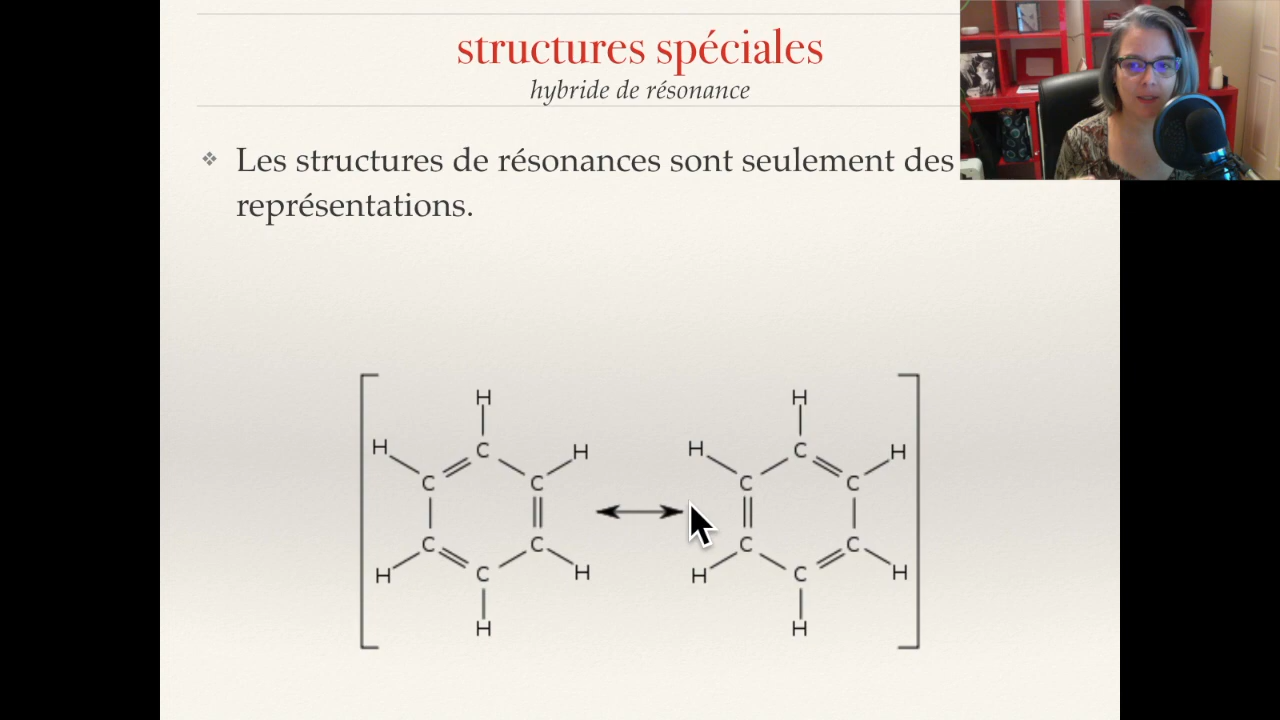 structures spéciales
hybride de résonance
Les structures de résonances sont seulement des
représentations.
H H
H H H H
C C
C C C C
C C C C
C C
H H H H
H H